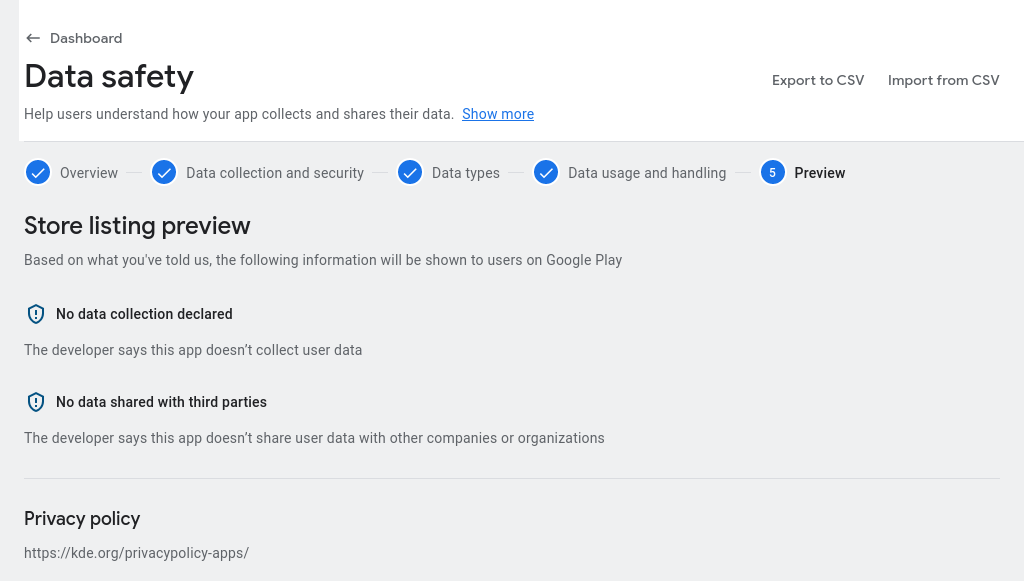 ← Dashboard
Data safety
Export to CSV Import from CSV
Help users understand how your app collects and shares their data. Show more
Overview Data collection and security Data types Data usage and handling 5 Preview
Store listing preview
Based on what you've told us, the following information will be shown to users on Google Play
No data collection declared
The developer says this app doesn’t collect user data
No data shared with third parties
The developer says this app doesn’t share user data with other companies or organizations
Privacy policy
https://kde.org/privacypolicy-apps/